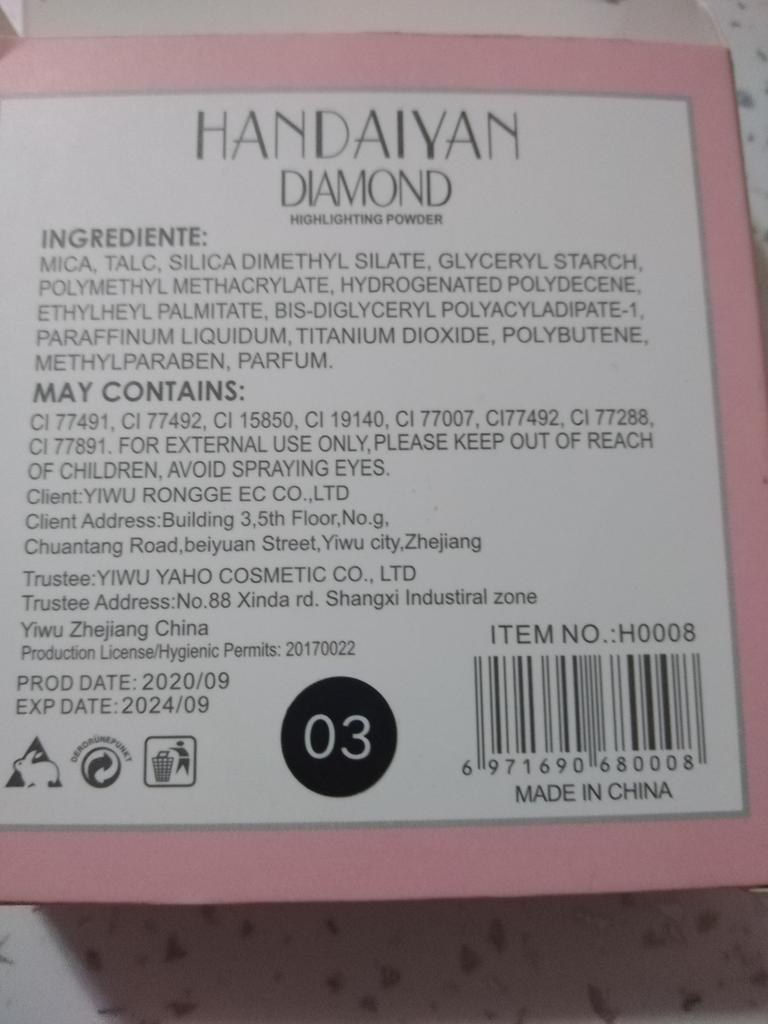 HANDAIYAN
DIAMOND
HIGHLIGHTING POWDER
INGREDIENTE:
MICA, TALC, SILICA DIMETHYL SILATE, GLYCERYL STARCH,
POLYMETHYL METHACRYLATE, HYDROGENATED POLYDECENE,
ETHYLHEYL PALMITATE, BIS-DIGLYCERYL POLYACYLADIPATE-1,
PARAFFINUM LIQUIDUM, TITANIUM DIOXIDE, POLYBUTENE,
METHYLPARABEN, PARFUM.
MAY CONTAINS:
CI 77491, CI 77492, CI 15850, CI 19140, CI 77007, CI77492, CI 77288,
CI 77891. FOR EXTERNAL USE ONLY, PLEASE KEEP OUT OF REACH
OF CHILDREN, AVOID SPRAYING EYES.
Client:YIWU RONGGE EC CO.,LTD
Client Address:Building 3,5th Floor,No.g,
Chuantang Road,beiyuan Street,Yiwu city,Zhejiang
Trustee:YIWU YAHO COSMETIC CO., LTD
Trustee Address:No.88 Xinda rd. Shangxi Industiral zone
Yiwu Zhejiang China
Production License/Hygienic Permits: 20170022
PROD DATE: 2020/09
EXP DATE: 2024/09
DERGRÜNEPUNKT
03
ITEM NO.:H0008
6 971690 680008
MADE IN CHINA